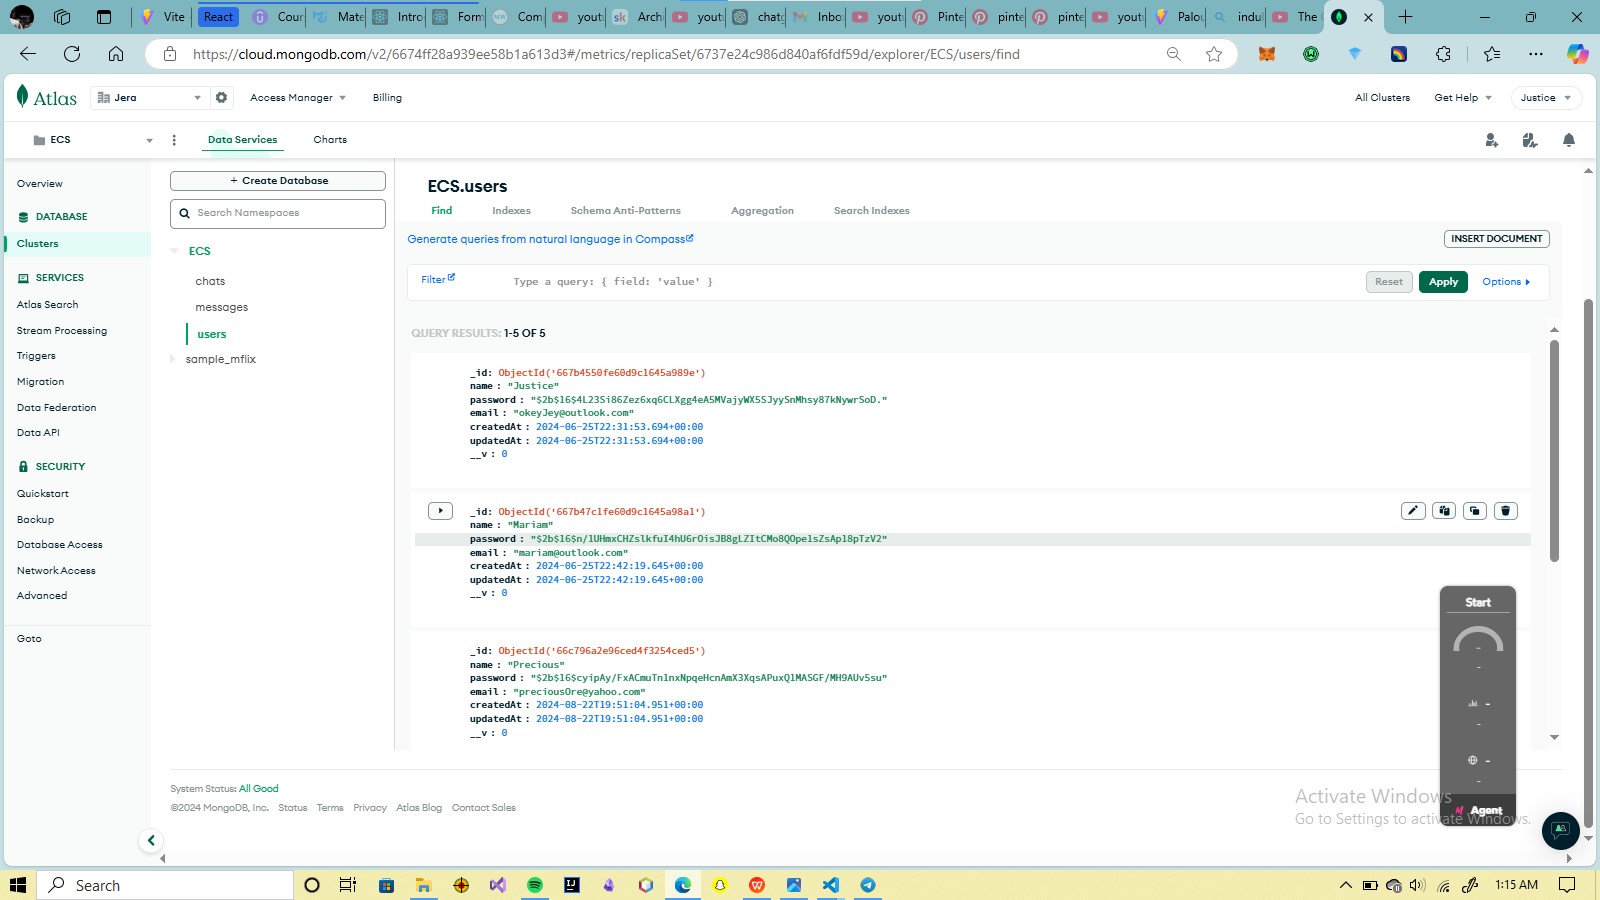 Vite
React
Cour
Mate
Intro
Form
Com
yout
Archi
yout
chatg
Inbo
yout
Pinte
pinte
pinte
yout
Palou
indul
The
https://cloud.mongodb.com/v2/6674ff28a939ee58b1a613d3#/metrics/replicaSet/6737e24c986d840af6fdf59d/explorer/ECS/users/find
Atlas
Jera
Access Manager
Billing
All Clusters
Get Help
Justice
ECS
Data Services
Charts
Overview
DATABASE
Clusters
SERVICES
Atlas Search
Stream Processing
Triggers
Migration
Data Federation
Data API
SECURITY
Quickstart
Backup
Database Access
Network Access
Advanced
Goto
+ Create Database
Search Namespaces
ECS
chats
messages
users
sample_mflix
ECS.users
Find
Indexes
Schema Anti-Patterns
Aggregation
Search Indexes
Generate queries from natural language in Compass
INSERT DOCUMENT
Filter
Type a query: { field: 'value' }
Reset
Apply
Options
QUERY RESULTS: 1-5 OF 5
_id: ObjectId('667b4550fe60d9c1645a989e')
name : "Justice"
password : "$2b$16$4L23Si86Zez6xq6CLXgg4eA5MVajyWX5SJyySnMhsy87kNywrSoD."
email : "okeyJey@outlook.com"
createdAt : 2024-06-25T22:31:53.694+00:00
updatedAt : 2024-06-25T22:31:53.694+00:00
__v : 0
_id: ObjectId('667b47c1fe60d9c1645a98a1')
name : "Mariam"
password : "$2b$16$n/1UHmxCHZslkfuI4hU6rOisJB8gLZItCMo8QOpe1sZsAp18pTzV2"
email : "mariam@outlook.com"
createdAt : 2024-06-25T22:42:19.645+00:00
updatedAt : 2024-06-25T22:42:19.645+00:00
__v : 0
_id: ObjectId('66c796a2e96ced4f3254ced5')
name : "Precious"
password : "$2b$16$cyipAy/FxACmuTn1nxNpqeHcnAmX3XqsAPuxQ1MASGF/MH9AUv5su"
email : "preciousOre@yahoo.com"
createdAt : 2024-08-22T19:51:04.951+00:00
updatedAt : 2024-08-22T19:51:04.951+00:00
__v : 0
Start
Agent
System Status: All Good
©2024 MongoDB, Inc. Status Terms Privacy Atlas Blog Contact Sales
Activate Windows
Go to Settings to activate Windows.
Search
1:15 AM